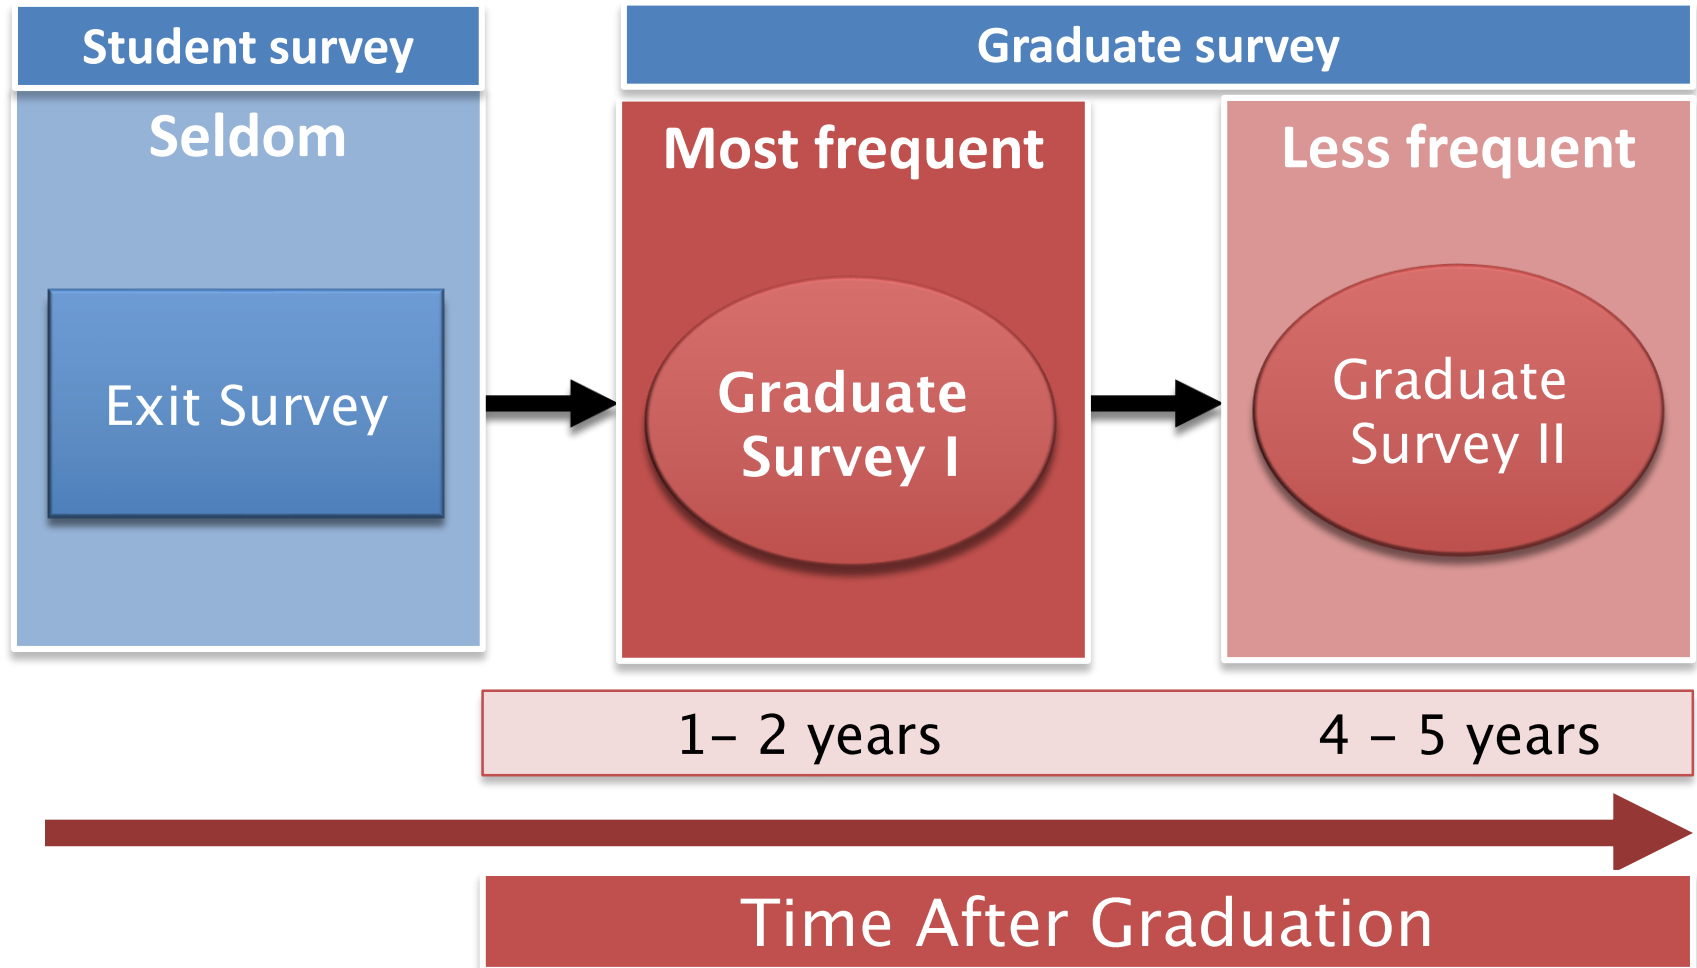 Student survey
Graduate survey
Seldom
Most frequent
Less frequent
Exit Survey
Graduate
Survey I
Graduate
Survey II
1– 2 years
4 – 5 years
Time After Graduation